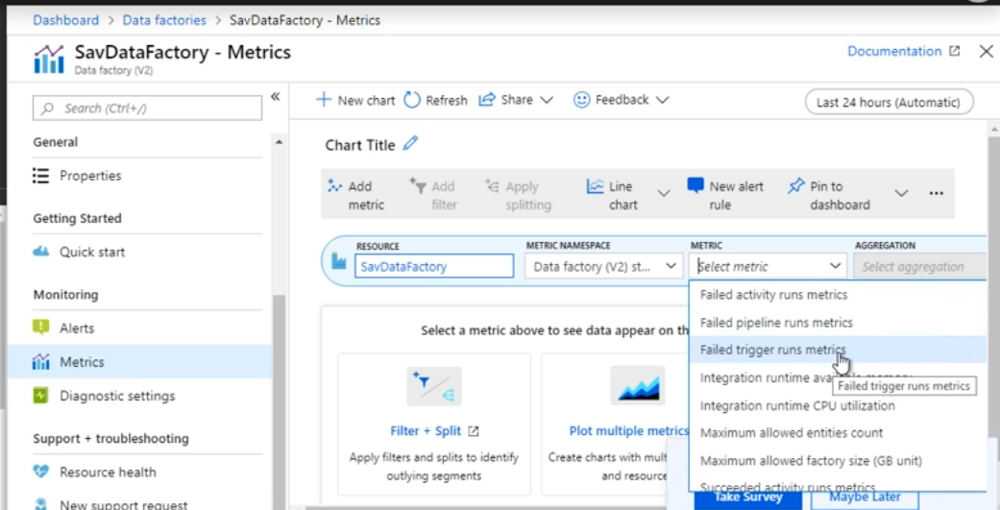 Dashboard > Data factories > SavDataFactory - Metrics
SavDataFactory - Metrics
Data factory (V2)
Documentation
Search (Ctrl+/)
«
General
Properties
Getting Started
Quick start
Monitoring
Alerts
Metrics
Diagnostic settings
Support + troubleshooting
Resource health
New support request
New chart Refresh Share Feedback
Last 24 hours (Automatic)
Chart Title
Add metric
Add filter
Apply splitting
Line chart
New alert rule
Pin to dashboard
...
RESOURCE
SavDataFactory
METRIC NAMESPACE
Data factory (V2) st...
METRIC
Select metric
AGGREGATION
Select aggregation
Failed activity runs metrics
Failed pipeline runs metrics
Failed trigger runs metrics
Integration runtime available memory
Failed trigger runs metrics
Integration runtime CPU utilization
Maximum allowed entities count
Maximum allowed factory size (GB unit)
Succeeded activity runs metrics
Select a metric above to see data appear on th
Filter + Split
Apply filters and splits to identify
outlying segments
Plot multiple metrics
Create charts with mul
and resource
Take Survey
Maybe Later